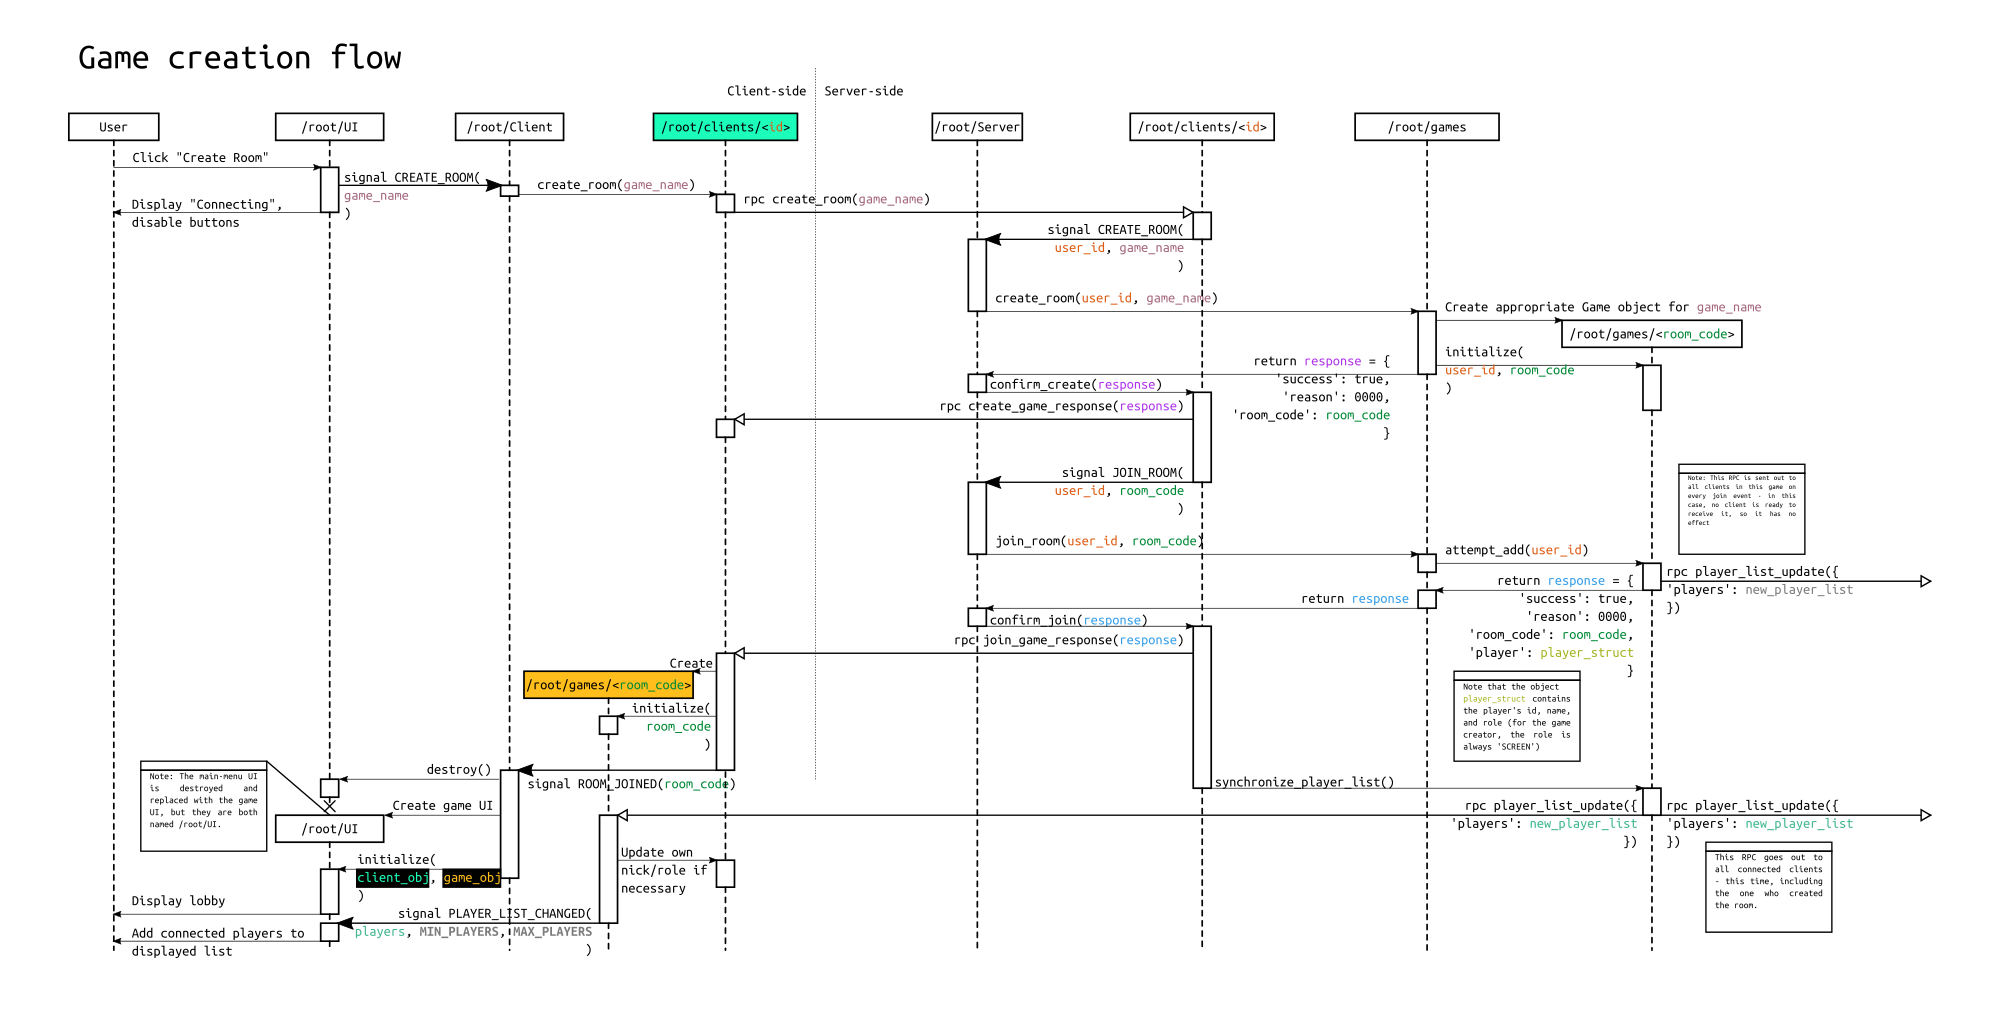 Game creation flow
Client-side
Server-side
User
/root/UI
/root/Client
/root/clients/<id>
/root/Server
/root/clients/<id>
/root/games
Click "Create Room"
signal CREATE_ROOM(
game_name
)
Display "Connecting",
disable buttons
create_room(game_name)
rpc create_room(game_name)
signal CREATE_ROOM(
user_id, game_name
)
create_room(user_id, game_name)
Create appropriate Game object for game_name
/root/games/<room_code>
initialize(
user_id, room_code
)
return response = {
'success': true,
'reason': 0000,
'room_code': room_code
}
confirm_create(response)
rpc create_game_response(response)
signal JOIN_ROOM(
user_id, room_code
)
Note: This RPC is sent out to
all clients in this game on
every join event - in this
case, no client is ready to
receive it, so it has no
effect
join_room(user_id, room_code)
attempt_add(user_id)
rpc player_list_update({
'players': new_player_list
})
return response = {
'success': true,
'reason': 0000,
'room_code': room_code,
'player': player_struct
}
return response
confirm_join(response)
rpc join_game_response(response)
Create
/root/games/<room_code>
initialize(
room_code
)
Note that the object
player_struct contains
the player's id, name,
and role (for the game
creator, the role is
always 'SCREEN')
destroy()
signal ROOM_JOINED(room_code)
synchronize_player_list()
Note: The main-menu UI
is destroyed and
replaced with the game
UI, but they are both
named /root/UI.
Create game UI
/root/UI
rpc player_list_update({
'players': new_player_list
})
rpc player_list_update({
'players': new_player_list
})
This RPC goes out to
all connected clients
- this time, including
the one who created
the room.
Update own
nick/role if
necessary
initialize(
client_obj, game_obj
)
Display lobby
signal PLAYER_LIST_CHANGED(
players, MIN_PLAYERS, MAX_PLAYERS
)
Add connected players to
displayed list